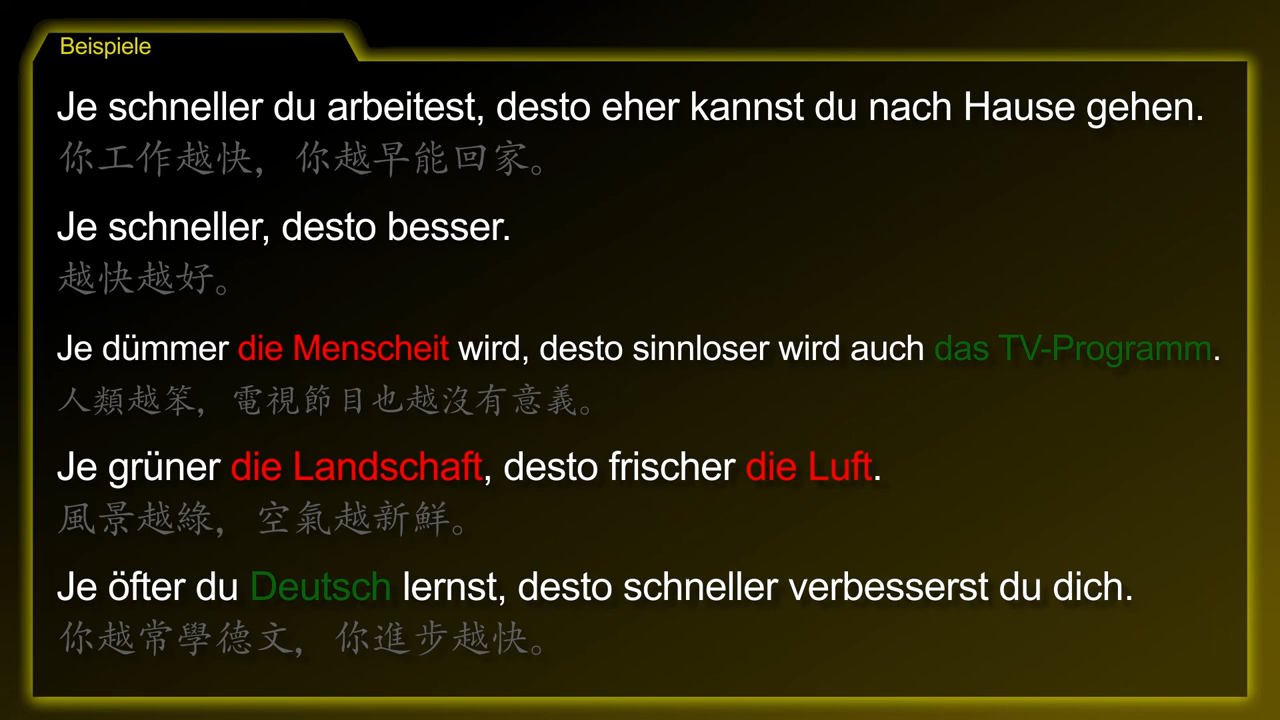 Beispiele
Je schneller du arbeitest, desto eher kannst du nach Hause gehen.
你工作越快，你越早能回家。
Je schneller, desto besser.
越快越好。
Je dümmer die Menscheit wird, desto sinnloser wird auch das TV-Programm.
人類越笨，電視節目也越沒有意義。
Je grüner die Landschaft, desto frischer die Luft.
風景越綠，空氣越新鮮。
Je öfter du Deutsch lernst, desto schneller verbesserst du dich.
你越常學德文，你進步越快。